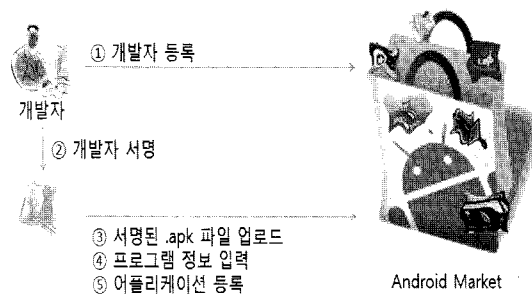 ① 개발자 등록
개발자
② 개발자 서명
③ 서명된 .apk 파일 업로드
④ 프로그램 정보 입력
⑤ 어플리케이션 등록
Android Market